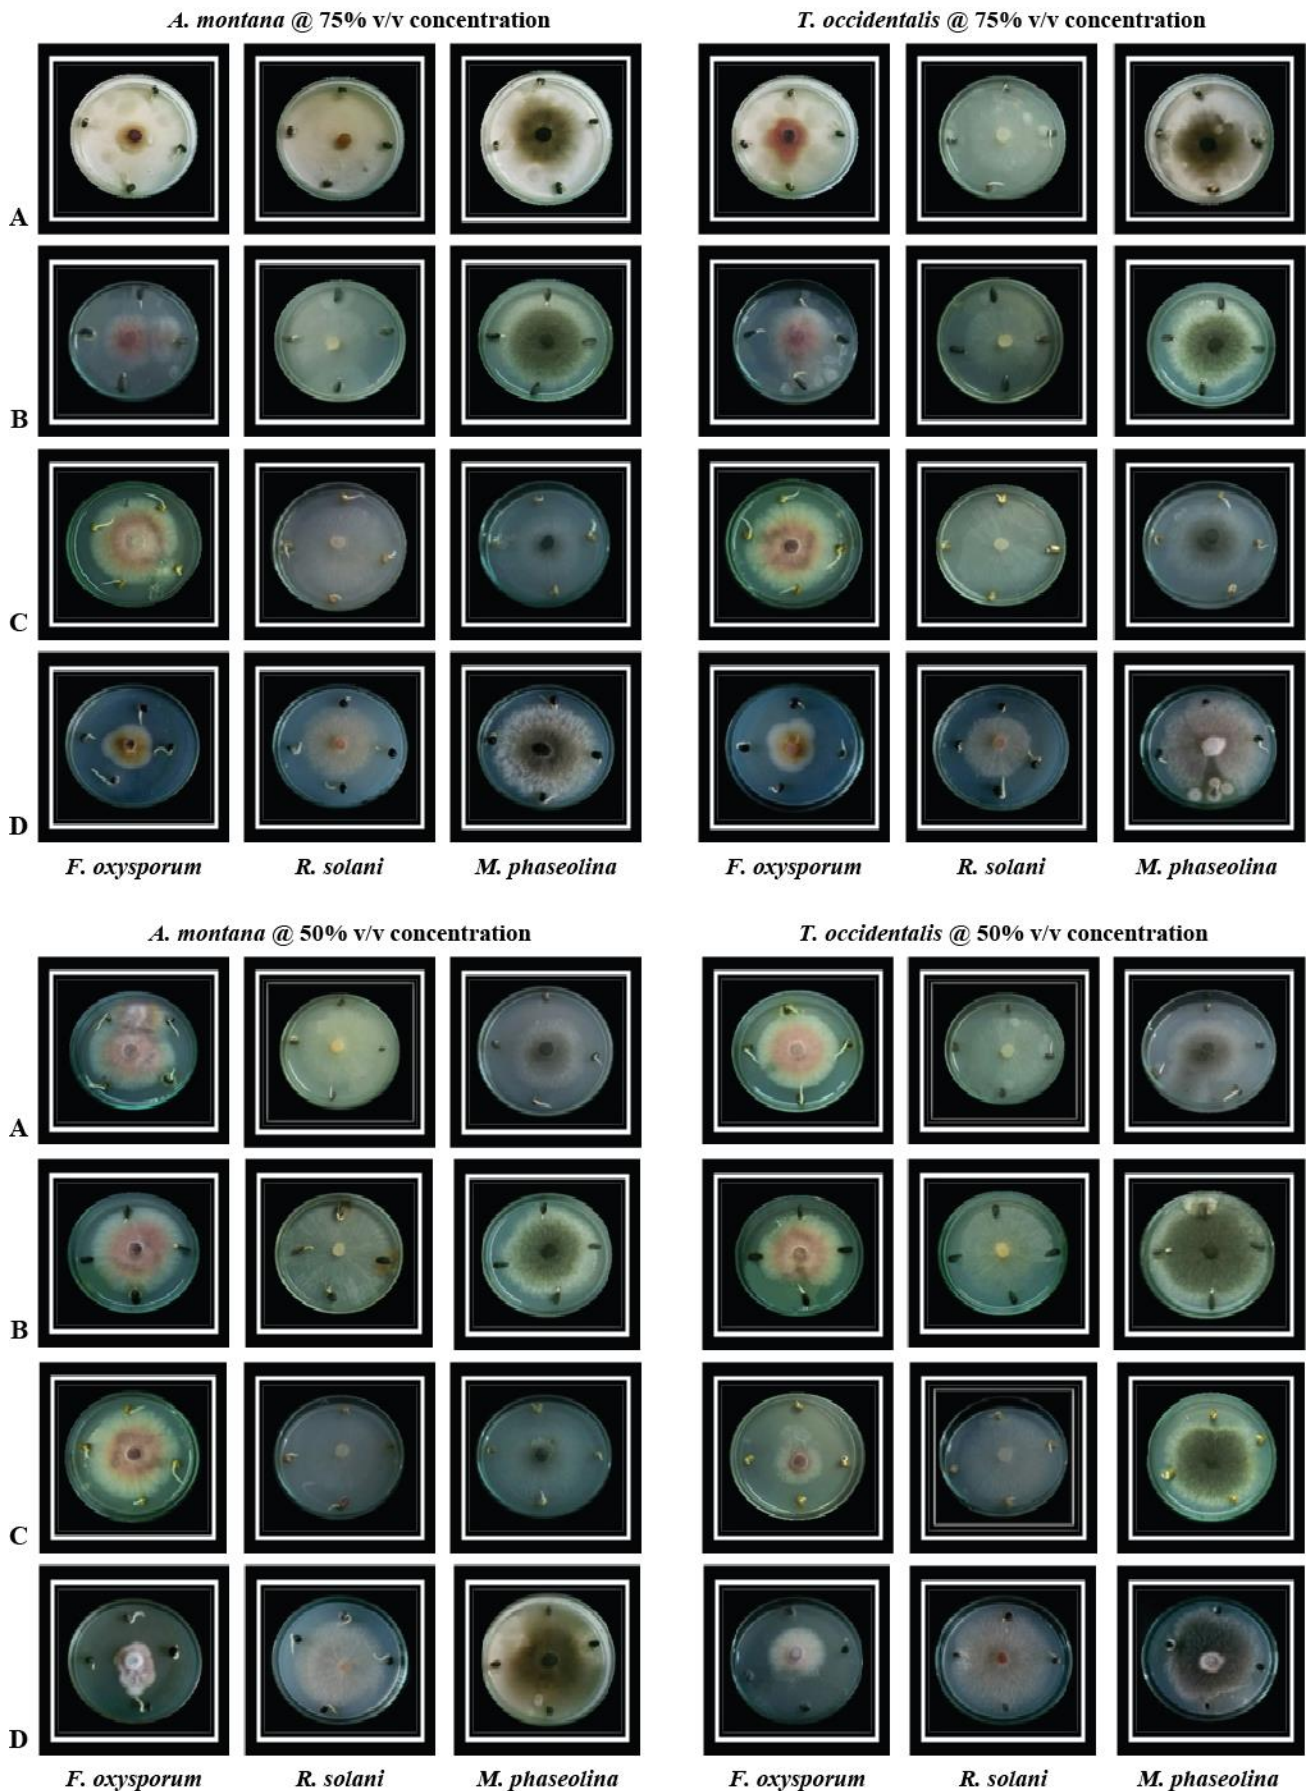 A. montana @ 75% v/v concentration
T. occidentalis @ 75% v/v concentration
A
B
C
D
F. oxysporum R. solani M. phaseolina
F. oxysporum R. solani M. phaseolina
A. montana @ 50% v/v concentration
T. occidentalis @ 50% v/v concentration
A
B
C
D
F. oxysporum R. solani M. phaseolina
F. oxysporum R. solani M. phaseolina